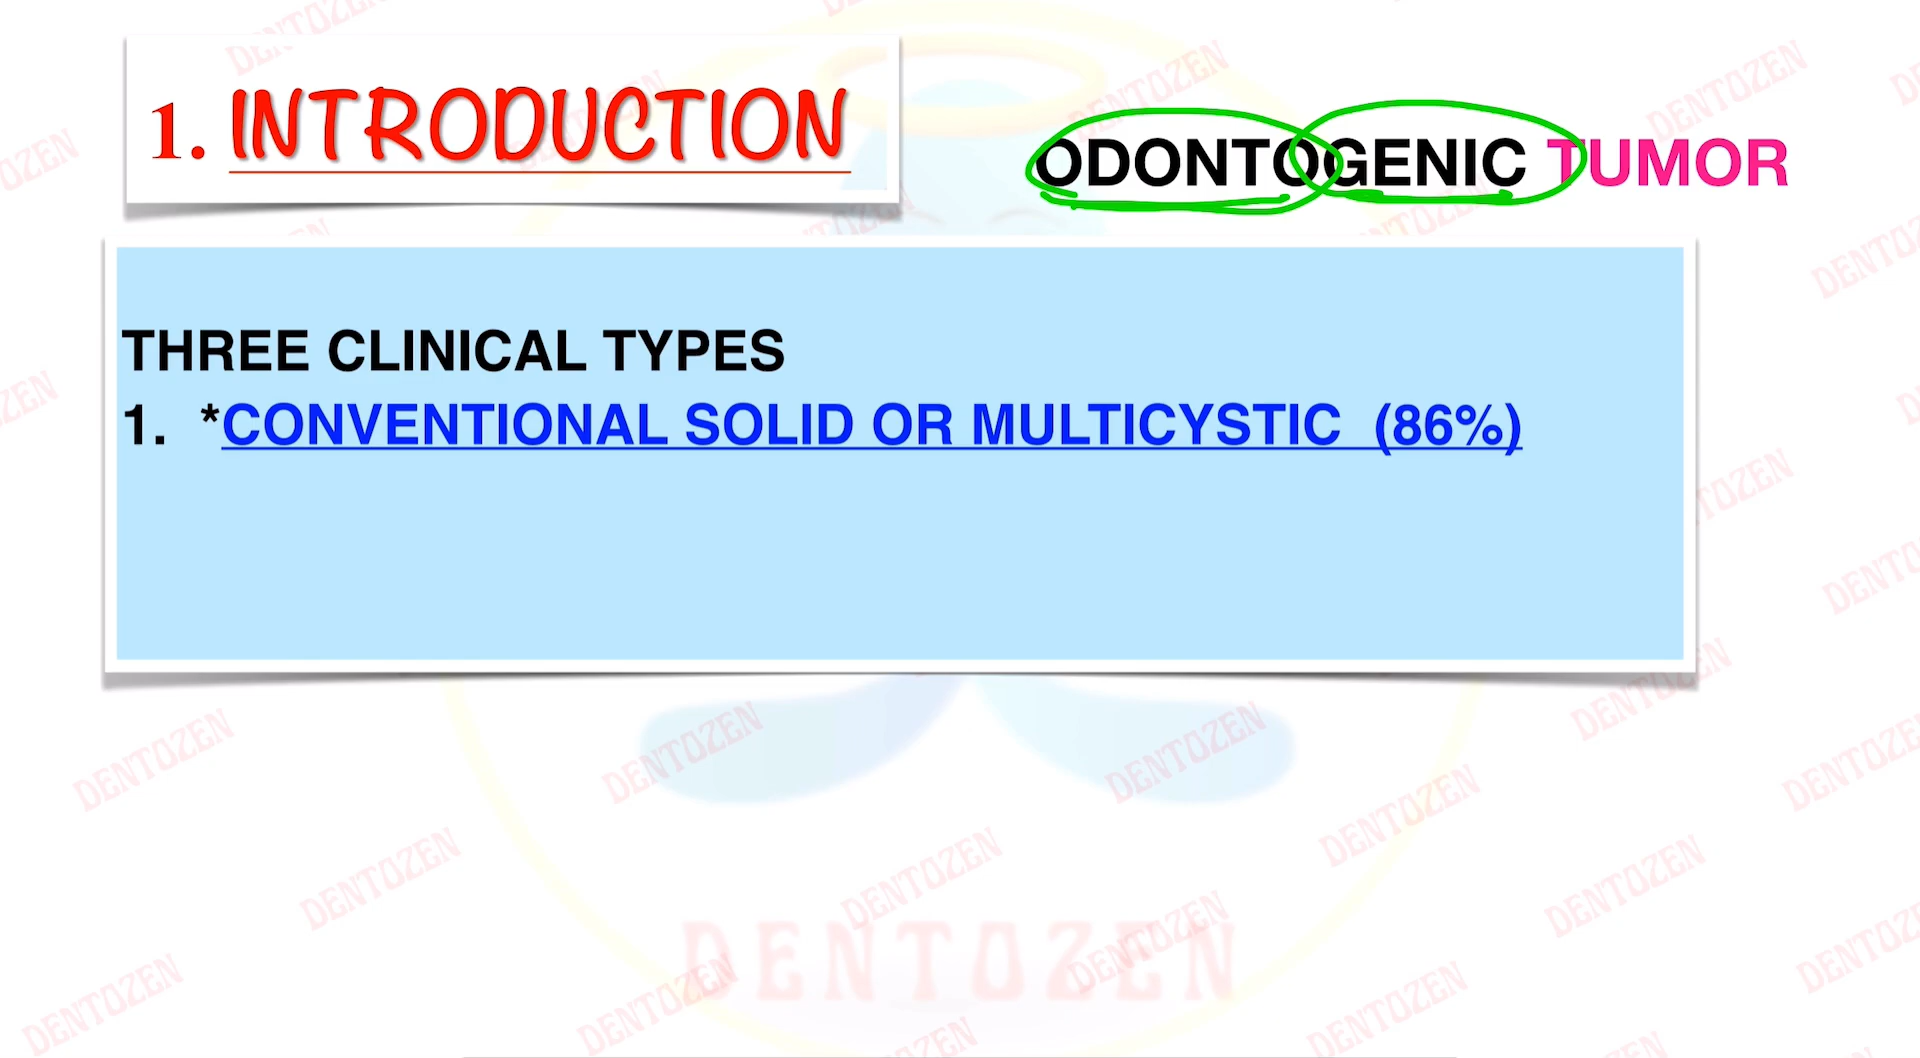 1. INTRODUCTION
ODONTOGENIC TUMOR
THREE CLINICAL TYPES
1. *CONVENTIONAL SOLID OR MULTICYSTIC (86%)
DENTOZEN